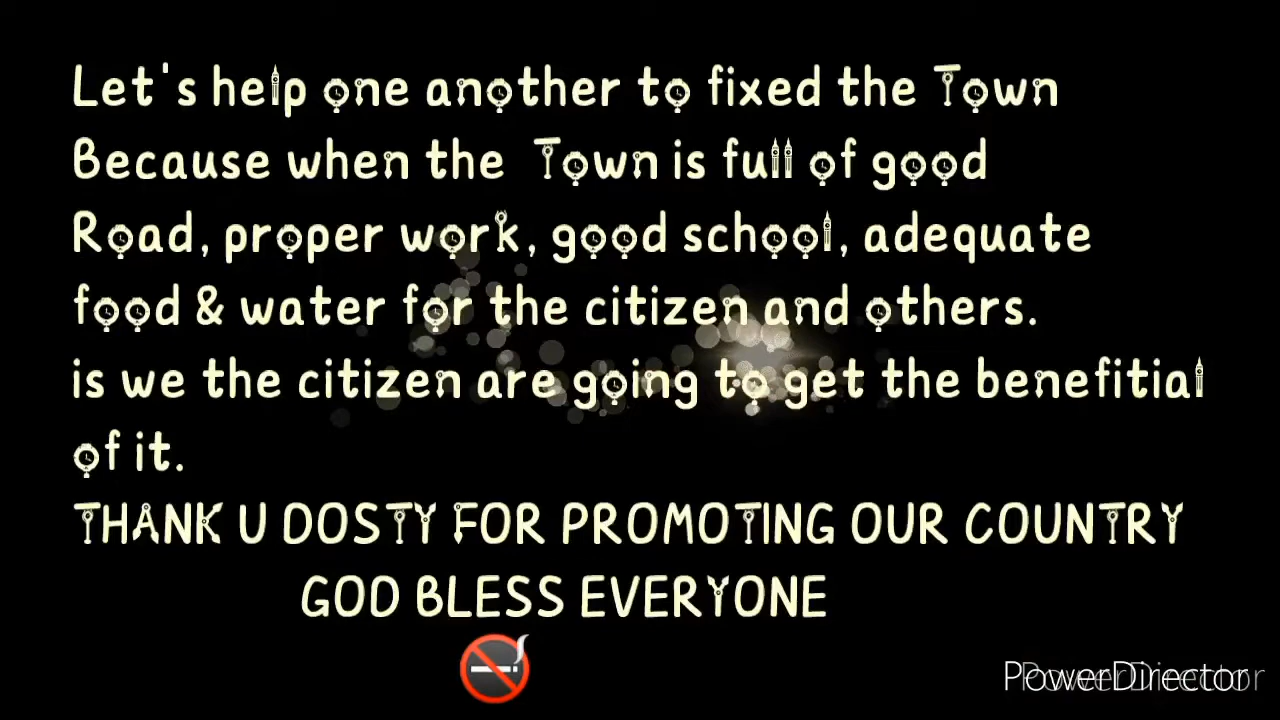 Let's help one another to fixed the Town
Because when the Town is full of good
Road, proper work, good school, adequate
food & water for the citizen and others.
is we the citizen are going to get the benefitial
of it.
THANK U DOSTY FOR PROMOTING OUR COUNTRY
GOD BLESS EVERYONE
PowerDirector